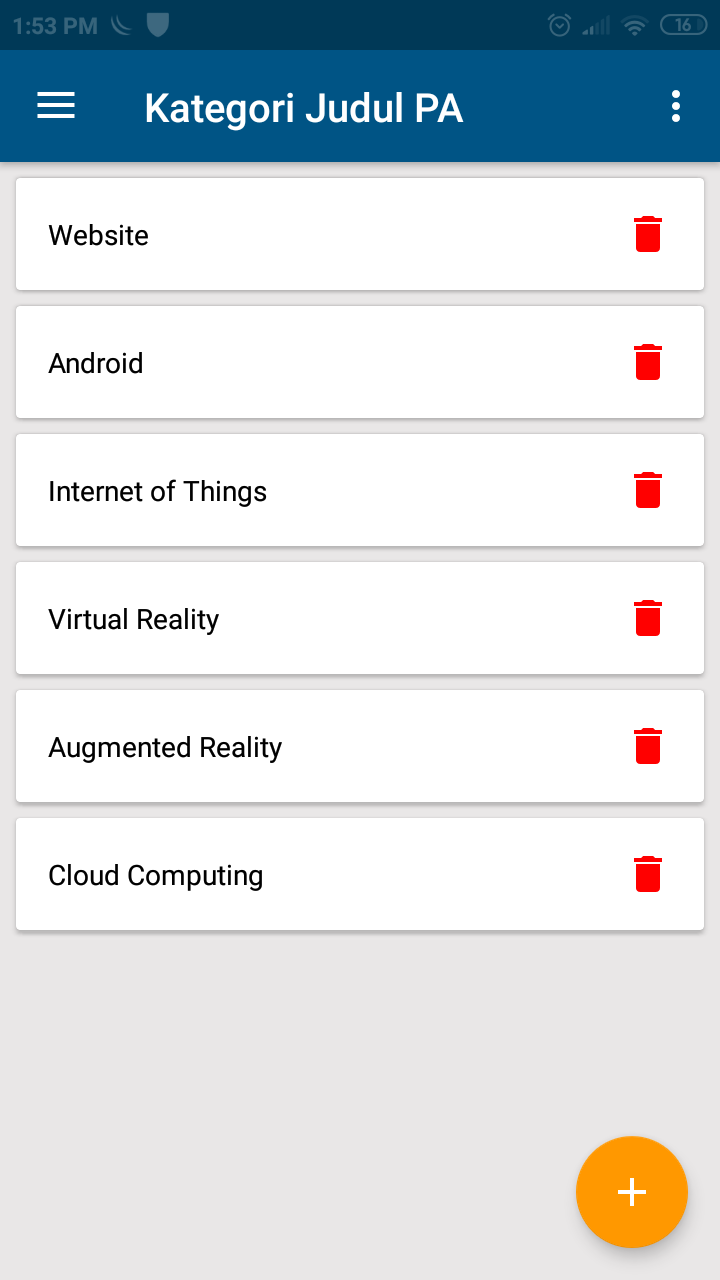 1:53 PM
16
Kategori Judul PA
Website
Android
Internet of Things
Virtual Reality
Augmented Reality
Cloud Computing